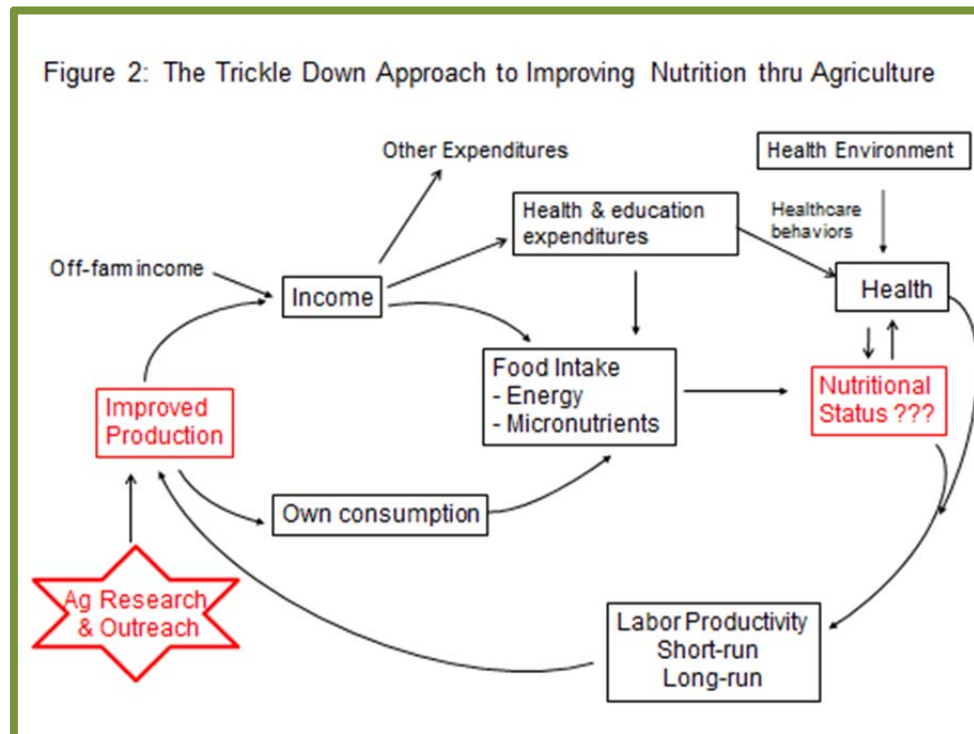 Figure 2: The Trickle Down Approach to Improving Nutrition thru Agriculture
Other Expenditures
Health Environment
Health & education
expenditures
Healthcare
behaviors
Off-farm income
Income
Health
Food Intake
- Energy
- Micronutrients
Nutritional
Status ???
Improved
Production
Own consumption
Ag Research
& Outreach
Labor Productivity
Short-run
Long-run